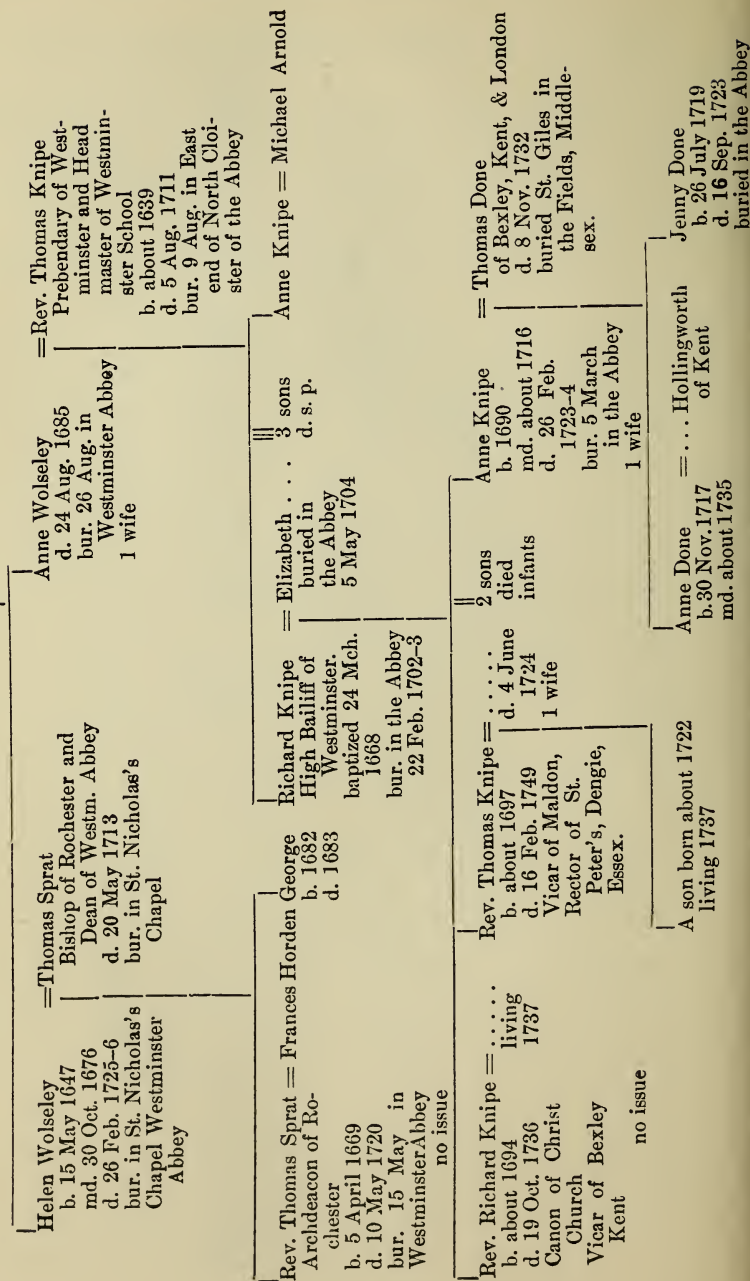 Helen Wolseley
b. 15 May 1647
md. 30 Oct. 1676
d. 26 Feb. 1725-6
bur. in St. Nicholas's
Chapel Westminster
Abbey
=Thomas Sprat
Bishop of Rochester and
Dean of Westm. Abbey
d. 20 May 1713
bur. in St. Nicholas's
Chapel
Anne Wolseley
d. 24 Aug. 1685
bur. 26 Aug. in
Westminster Abbey
1 wife
=Rev. Thomas Knipe
Prebendary of West-
minster and Head
master of Westmin-
ster School
b. about 1639
d. 5 Aug. 1711
bur. 9 Aug. in East
end of North Cloi-
ster of the Abbey
Rev. Thomas Sprat = Frances Horden
Archdeacon of Ro-
chester
b. 5 April 1669
d. 10 May 1720
bur. 15 May in
Westminster Abbey
no issue
George
b. 1682
d. 1683
Richard Knipe
High Bailiff of
Westminster.
baptized 24 Mch.
1668
bur. in the Abbey
22 Feb. 1702-3
= Elizabeth . . .
buried in
the Abbey
5 May 1704
3 sons
d. s. p.
Anne Knipe = Michael Arnold
Rev. Richard Knipe = ......
b. about 1694
d. 19 Oct. 1736
Canon of Christ
Church
Vicar of Bexley
Kent
living
1737
no issue
Rev. Thomas Knipe = ......
b. about 1697
d. 16 Feb. 1749
Vicar of Maldon,
Rector of St.
Peter's, Dengie,
Essex.
d. 4 June
1724
1 wife
2 sons
died
infants
Anne Knipe
b. 1690
md. about 1716
d. 26 Feb.
1723-4
bur. 5 March
in the Abbey
1 wife
= Thomas Done
of Bexley, Kent, & London
d. 8 Nov. 1732
buried St. Giles in
the Fields, Middle-
sex.
A son born about 1722
living 1737
Anne Done
b. 30 Nov. 1717
md. about 1735
=... Hollingworth
of Kent
Jenny Done
b. 26 July 1719
d. 16 Sep. 1723
buried in the Abbey